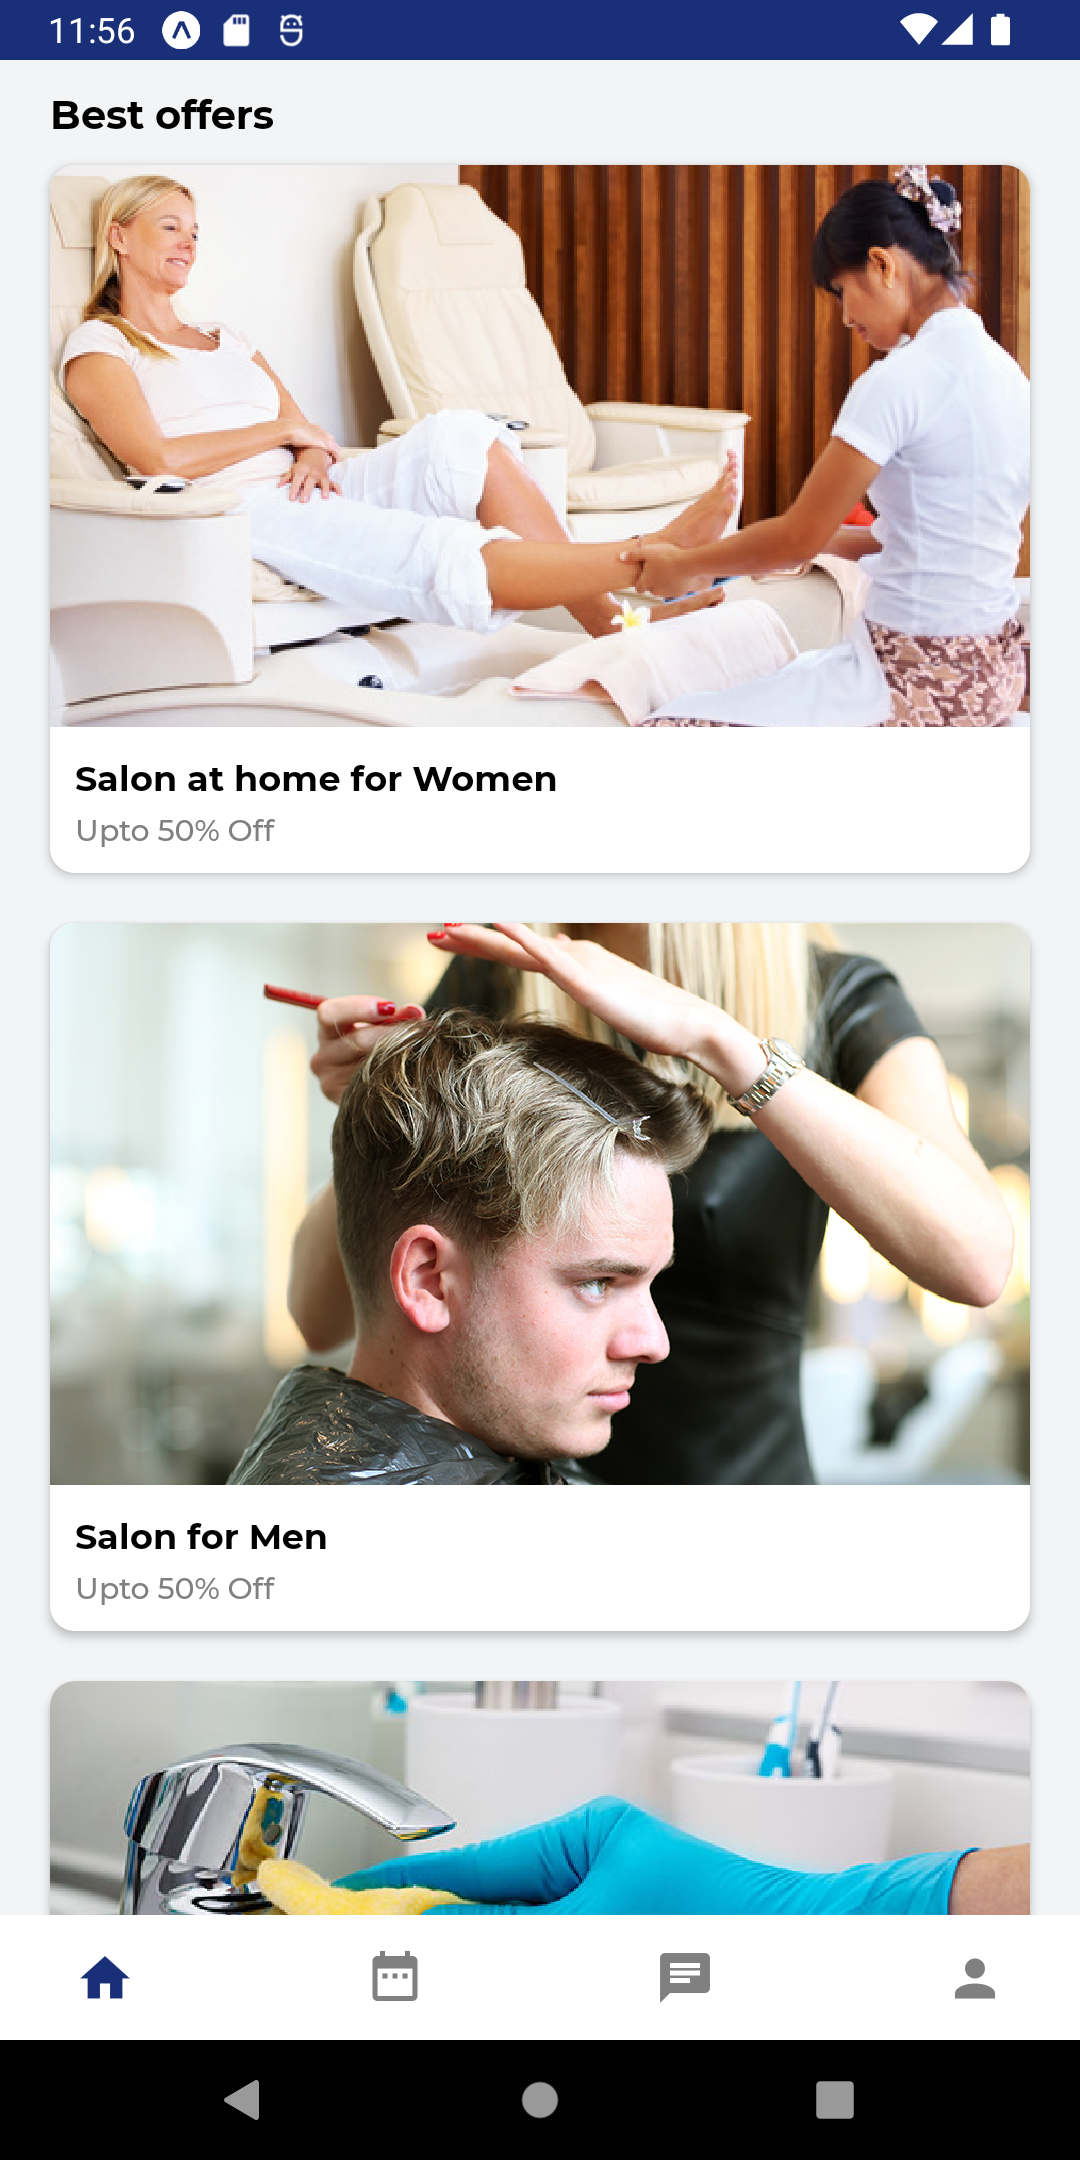 11:56
Best offers
Salon at home for Women
Upto 50% Off
Salon for Men
Upto 50% Off